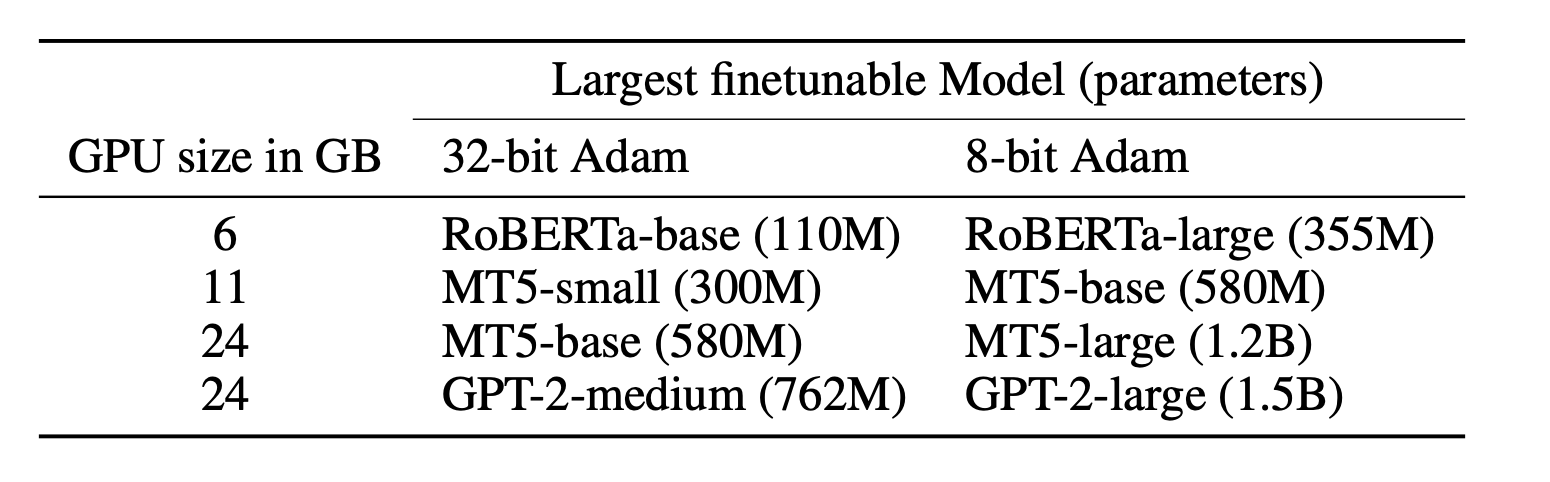 Largest finetunable Model (parameters)
GPU size in GB 32-bit Adam 8-bit Adam
6 RoBERTa-base (110M) RoBERTa-large (355M)
11 MT5-small (300M) MT5-base (580M)
24 MT5-base (580M) MT5-large (1.2B)
24 GPT-2-medium (762M) GPT-2-large (1.5B)